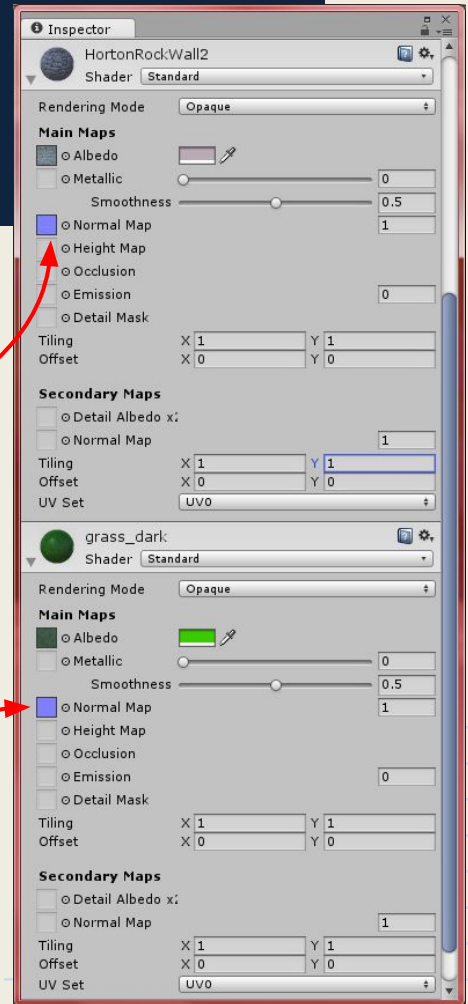 Inspector
HortonRockWall2
Shader Standard
Rendering Mode Opaque
Main Maps
Albedo
Metallic 0
Smoothness 0.5
Normal Map 1
Height Map
Occlusion
Emission 0
Detail Mask
Tiling X 1 Y 1
Offset X 0 Y 0
Secondary Maps
Detail Albedo x2
Normal Map 1
Tiling X 1 Y 1
Offset X 0 Y 0
UV Set UV0
grass_dark
Shader Standard
Rendering Mode Opaque
Main Maps
Albedo
Metallic 0
Smoothness 0.5
Normal Map 1
Height Map
Occlusion
Emission 0
Detail Mask
Tiling X 1 Y 1
Offset X 0 Y 0
Secondary Maps
Detail Albedo x2
Normal Map 1
Tiling X 1 Y 1
Offset X 0 Y 0
UV Set UV0